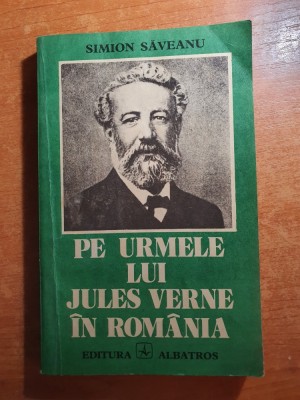 SIMION SĂVEANU
PE URMELE
LUI
JULES VERNE
ÎN ROMÂNIA
EDITURA ALBATROS